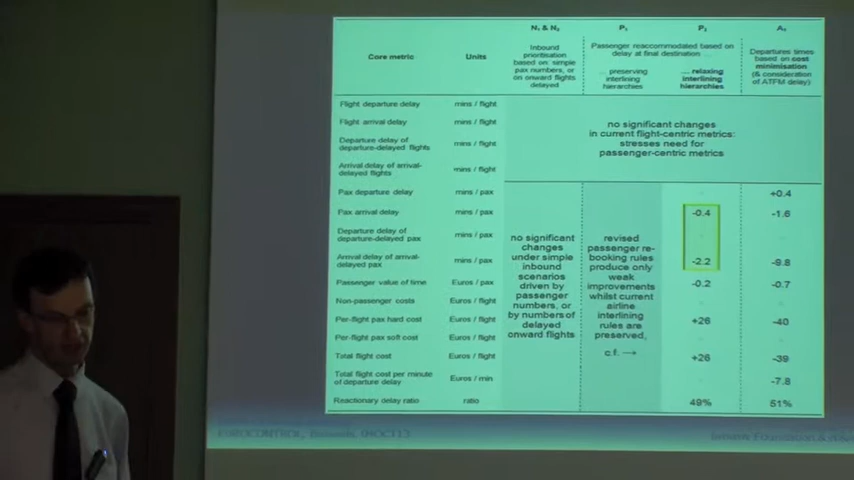 N₁ & N₂ P₁ P₂ A₂
Core metric
Units
Inbound
prioritisation
based on: simple
pax numbers, or
on onward flights
delayed
Passenger reaccommodated based on
delay at final destination ...
... preserving
interlining
hierarchies
... relaxing
interlining
hierarchies
Departures times
based on cost
minimisation
(& consideration
of ATFM delay)
Flight departure delay mins / flight
Flight arrival delay mins / flight
Departure delay of
departure-delayed flights mins / flight
Arrival delay of arrival-
delayed flights mins / flight
no significant changes
in current flight-centric metrics:
stresses need for
passenger-centric metrics
Pax departure delay mins / pax +0.4
Pax arrival delay mins / pax -0.4 -1.6
Departure delay of
departure-delayed pax mins / pax
Arrival delay of arrival-
delayed pax mins / pax -2.2 -9.8
Passenger value of time Euros / pax -0.2 -0.7
Non-passenger costs Euros / flight
Per-flight pax hard cost Euros / flight +26 -40
Per-flight pax soft cost Euros / flight
Total flight cost Euros / flight +26 -39
Total flight cost per minute
of departure delay Euros / min -7.8
Reactionary delay ratio ratio 49% 51%
no significant
changes
under simple
inbound
scenarios
driven by
passenger
numbers, or
by numbers of
delayed
onward flights
revised
passenger re-
booking rules
produce only
weak
improvements
whilst current
airline
interlining
rules are
preserved,
c.f. →
EUROCONTROL, Brussels,